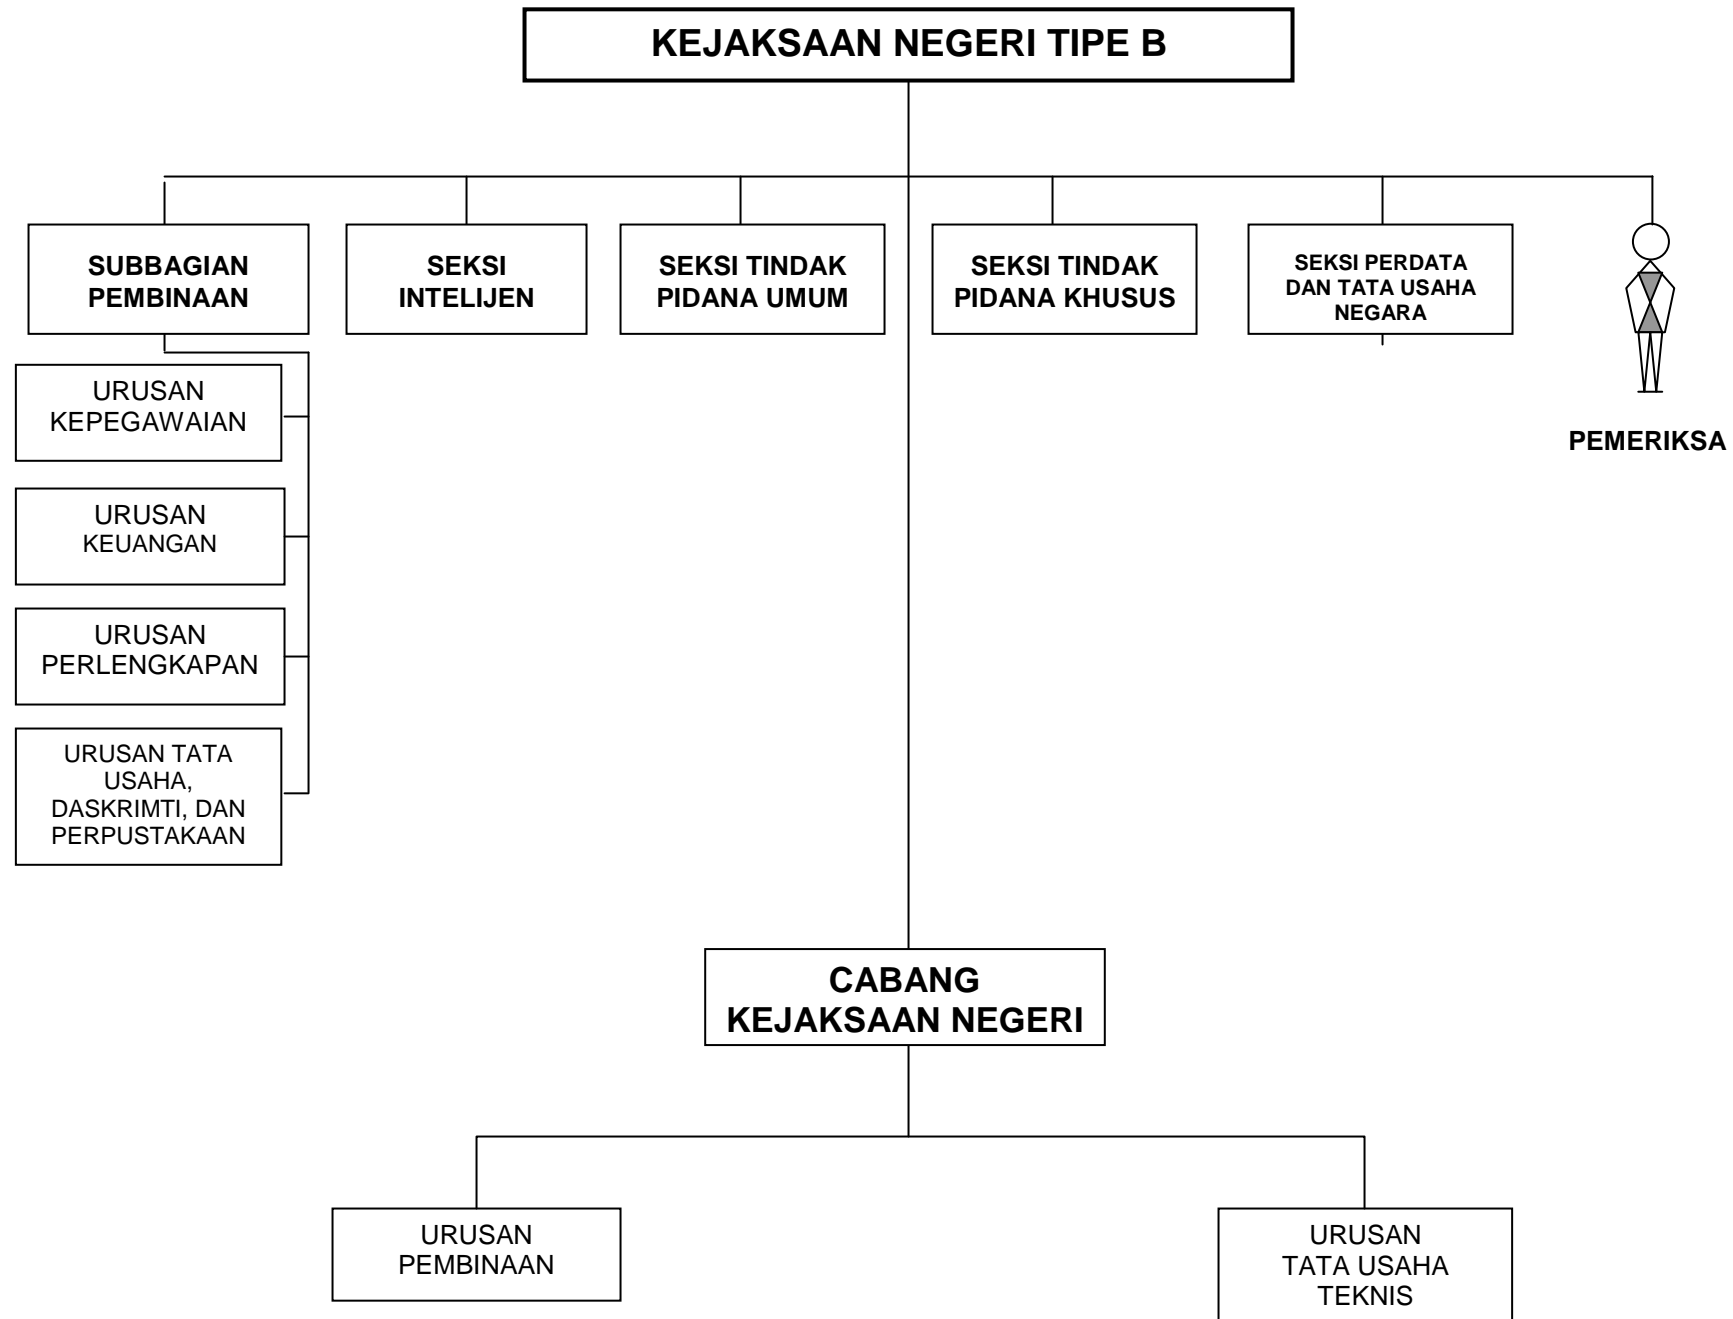 KEJAKSAAN NEGERI TIPE B
SUBBAGIAN
PEMBINAAN
SEKSI
INTELIJEN
SEKSI TINDAK
PIDANA UMUM
SEKSI TINDAK
PIDANA KHUSUS
SEKSI PERDATA
DAN TATA USAHA
NEGARA
PEMERIKSA
URUSAN
KEPEGAWAIAN
URUSAN
KEUANGAN
URUSAN
PERLENGKAPAN
URUSAN TATA
USAHA,
DASKRIMTI, DAN
PERPUSTAKAAN
CABANG
KEJAKSAAN NEGERI
URUSAN
PEMBINAAN
URUSAN
TATA USAHA
TEKNIS